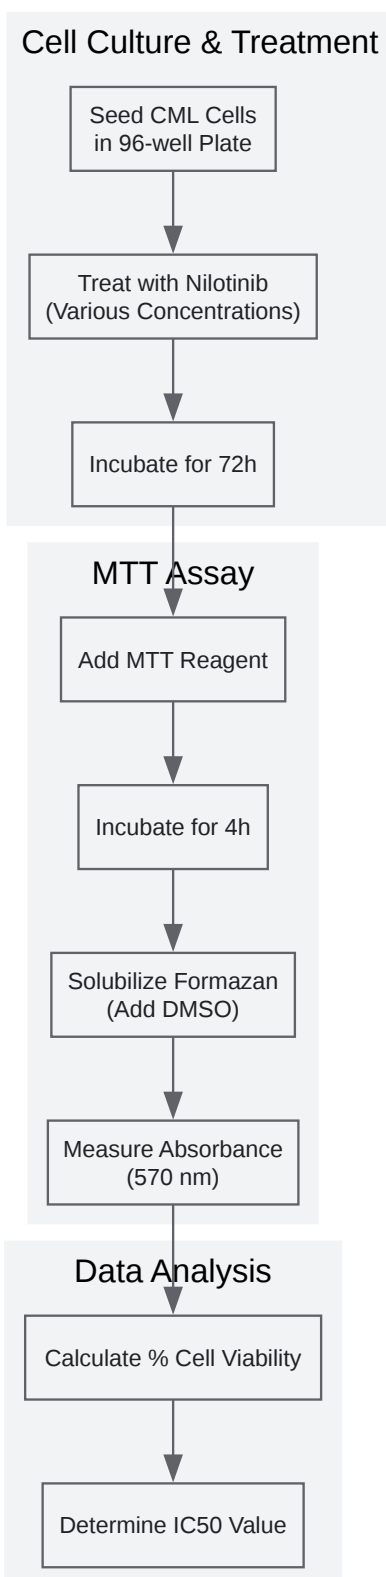 Cell Culture & Treatment
Seed CML Cells
in 96-well Plate
Treat with Nilotinib
(Various Concentrations)
Incubate for 72h
MTT Assay
Add MTT Reagent
Incubate for 4h
Solubilize Formazan
(Add DMSO)
Measure Absorbance
(570 nm)
Data Analysis
Calculate % Cell Viability
Determine IC50 Value